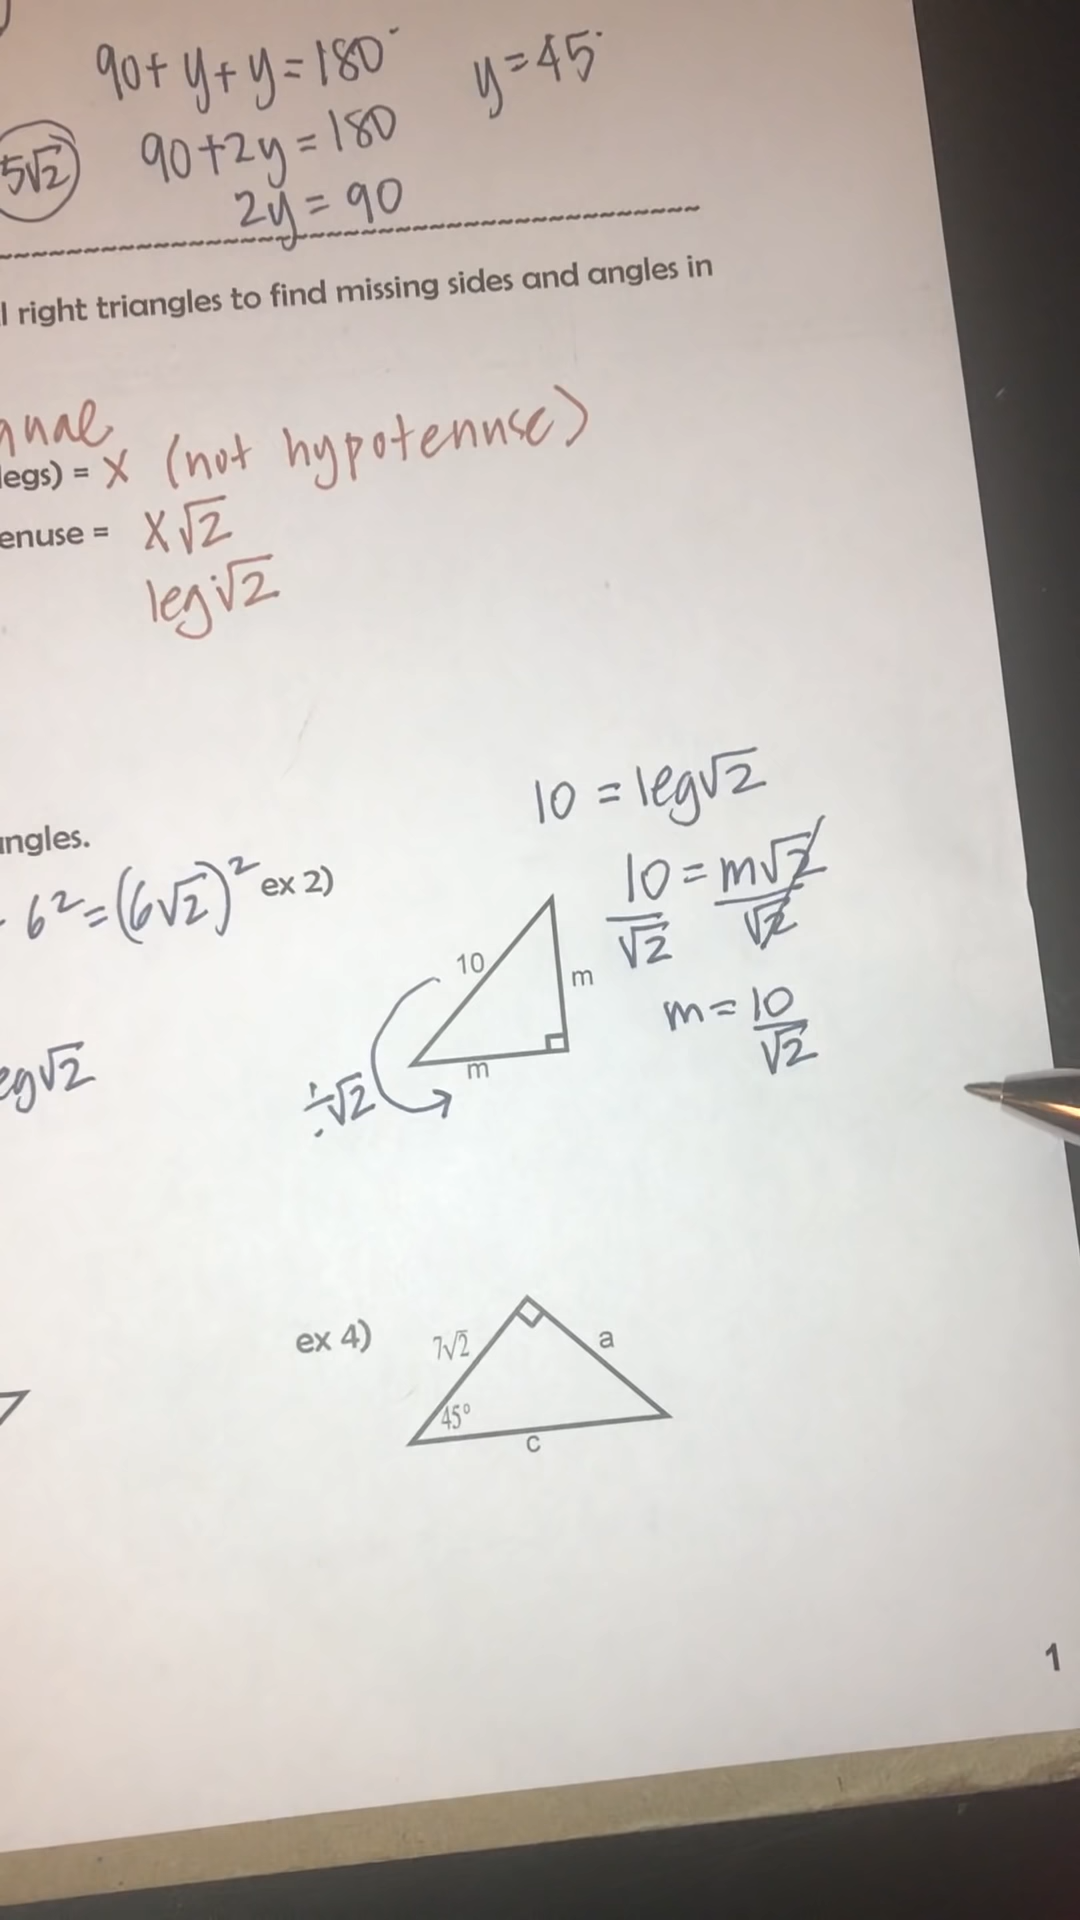 90+ y+y=180°
y=45°
5√2
90+2y=180
2y=90
right triangles to find missing sides and angles in
legs) = x (not hypotenuse)
enuse = x√2
leg·√2
10 = leg√2
ngles.
6²=(6√2)²
ex 2)
10 = m√2
√2 √2
10
m
m = 10/√2
m
÷√2
eg√2
ex 4)
7√2
a
45°
c
1